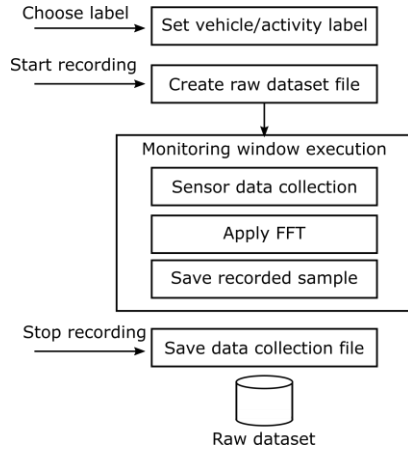 Choose label
Set vehicle/activity label
Start recording
Create raw dataset file
Monitoring window execution
Sensor data collection
Apply FFT
Save recorded sample
Stop recording
Save data collection file
Raw dataset